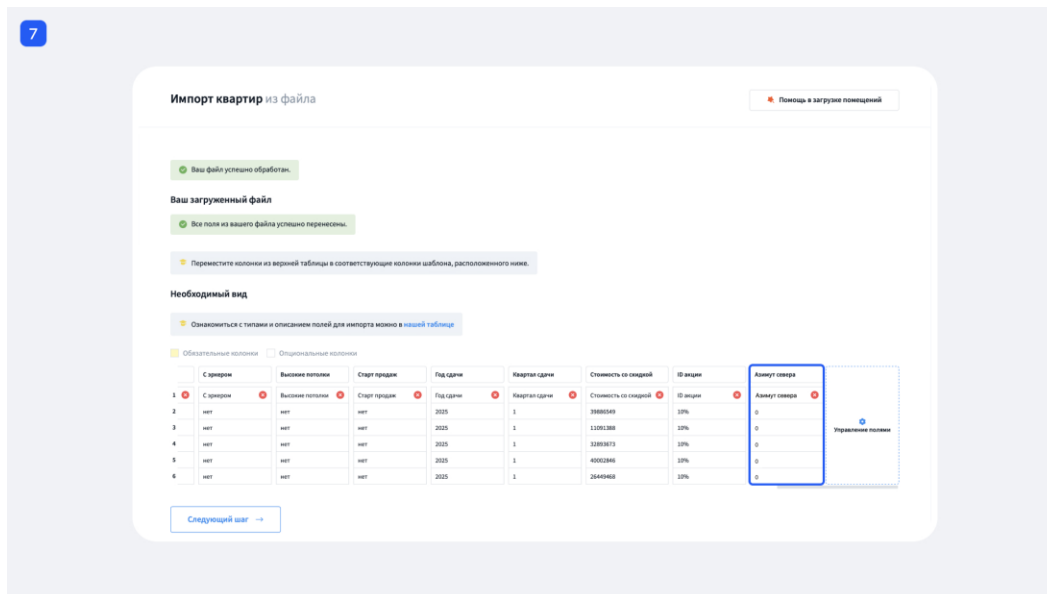 7
Импорт квартир из файла
Помощь в загрузке помещений
Ваш файл успешно обработан.
Ваш загруженный файл
Все поля из вашего файла успешно перенесены.
Переместите колонки из верхней таблицы в соответствующие колонки шаблона, расположенного ниже.
Необходимый вид
Ознакомиться с типами и описанием полей для импорта можно в нашей таблице
Обязательные колонки Опциональные колонки
С эркером Высокие потолки Старт продаж Год сдачи Квартал сдачи Стоимость со скидкой ID акции Азимут севера
1 С эркером Высокие потолки Старт продаж Год сдачи Квартал сдачи Стоимость со скидкой ID акции Азимут севера
2 нет нет нет 2025 1 39880349 10% 0
3 нет нет нет 2025 1 11091388 10% 0
Управление полями
4 нет нет нет 2025 1 32893673 10% 0
5 нет нет нет 2025 1 40002846 10% 0
6 нет нет нет 2025 1 26449468 10% 0
Следующий шаг →